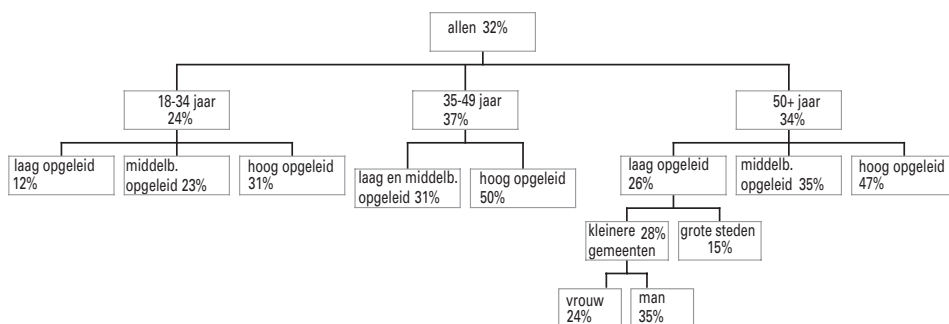 allen 32%
18-34 jaar
24%
35-49 jaar
37%
50+ jaar
34%
laag opgeleid
12%
middelb.
opgeleid 23%
hoog opgeleid
31%
laag en middelb.
opgeleid 31%
hoog opgeleid
50%
laag opgeleid
26%
middelb.
opgeleid 35%
hoog opgeleid
47%
kleinere 28%
gemeenten
grote steden
15%
vrouw
24%
man
35%